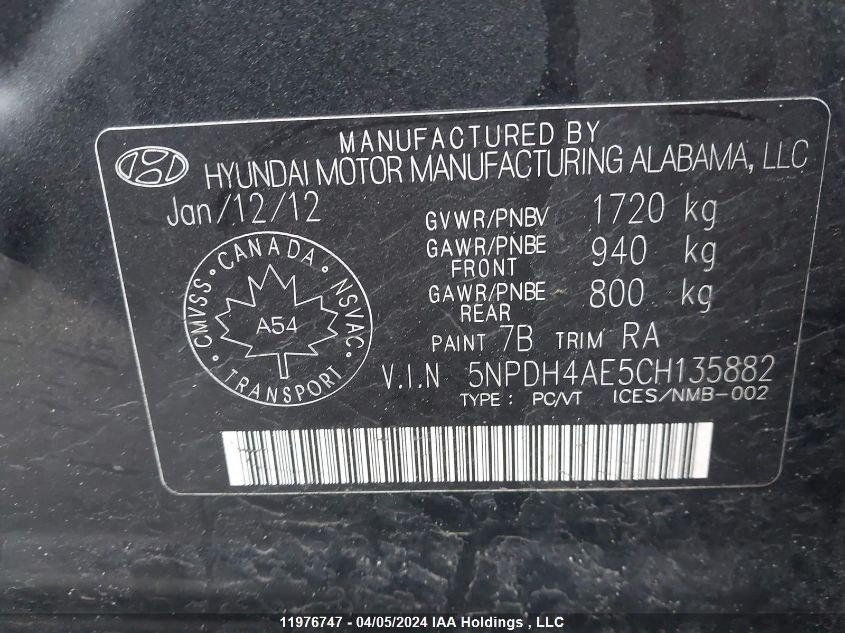 MANUFACTURED BY
HYUNDAI MOTOR MANUFACTURING ALABAMA, LLC
Jan/12/12
GVWR/PNBV 1720 kg
GAWR/PNBE FRONT 940 kg
GAWR/PNBE REAR 800 kg
PAINT 7B TRIM RA
V.I.N 5NPDH4AE5CH135882
TYPE : PC/VT ICES/NMB-002
CMVSS • CANADA • NSVAC •
A54
TRANSPORT
11976747 - 04/05/2024 IAA Holdings , LLC